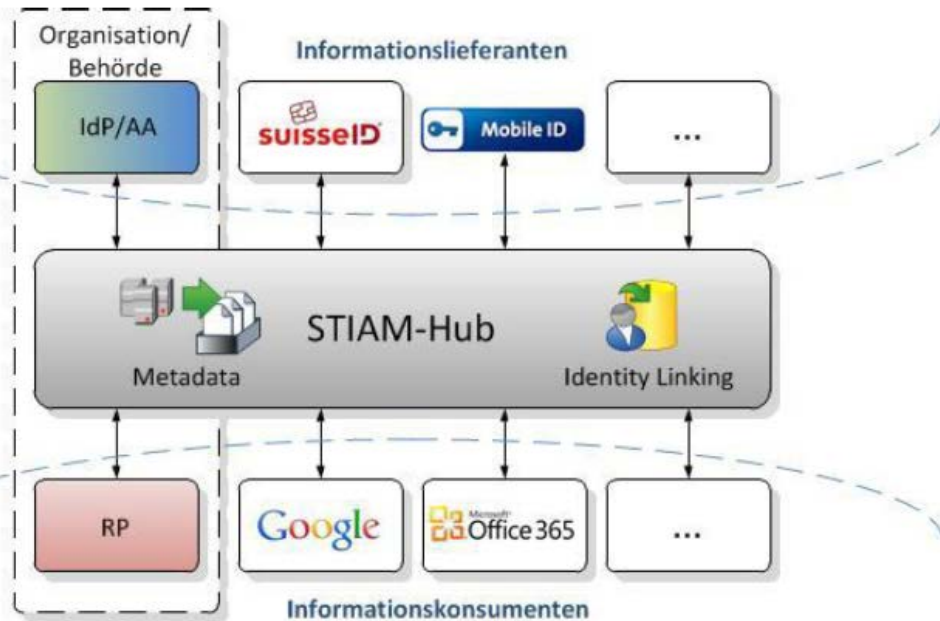 Organisation/
Behörde
Informationslieferanten
IdP/AA
suisseID
Mobile ID
...
STIAM-Hub
Metadata
Identity Linking
RP
Google
Microsoft
Office 365
...
Informationskonsumenten